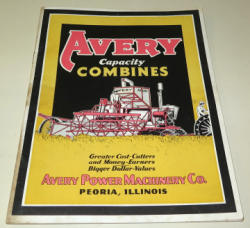 AVERY
Capacity
COMBINES
Greater Cost-Cutters
and Money-Earners
Bigger Dollar-Values
AVERY POWER MACHINERY CO.
PEORIA, ILLINOIS